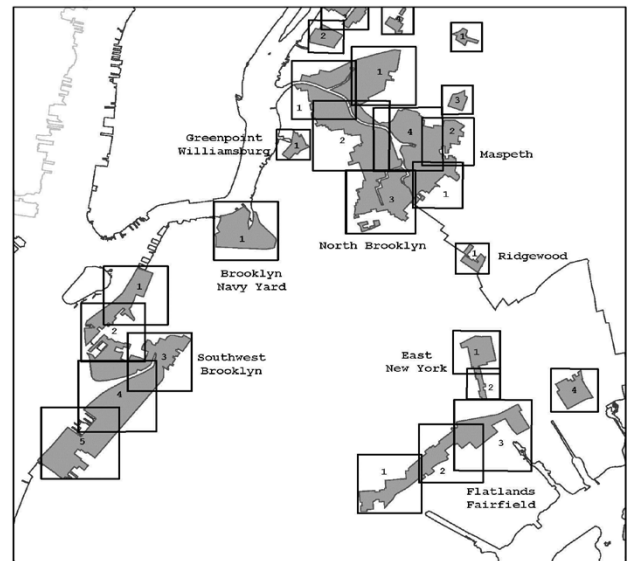 2
4
1
1
1
3
Greenpoint
Williamsburg
1
2
4
2
Maspeth
1
3
North Brooklyn
1
Brooklyn
Navy Yard
1
Ridgewood
1
2
3
Southwest
Brooklyn
4
5
East
New York
1
2
4
1
2
3
Flatlands
Fairfield